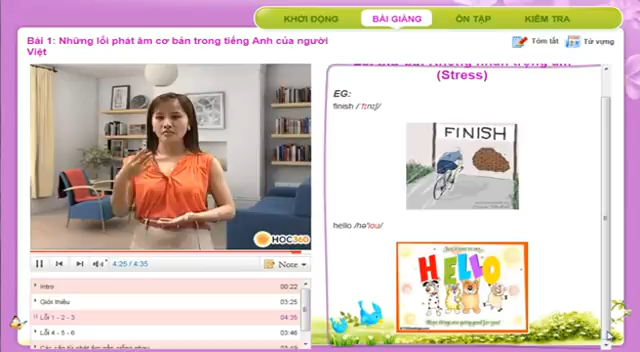 KHỞI ĐỘNG
BÀI GIẢNG
ÔN TẬP
KIỂM TRA
Bài 1: Những lỗi phát âm cơ bản trong tiếng Anh của người
Việt
Tóm tắt
Từ vựng
(Stress)
EG:
finish /'fɪnɪʃ/
FINISH
hello /hə'loʊ/
HELLO
HOC360
4:25 / 4:35
Note
Intro 00:22
Giới thiệu 03:25
Lỗi 1 - 2 - 3 04:35
Lỗi 4 - 5 - 6 03:46